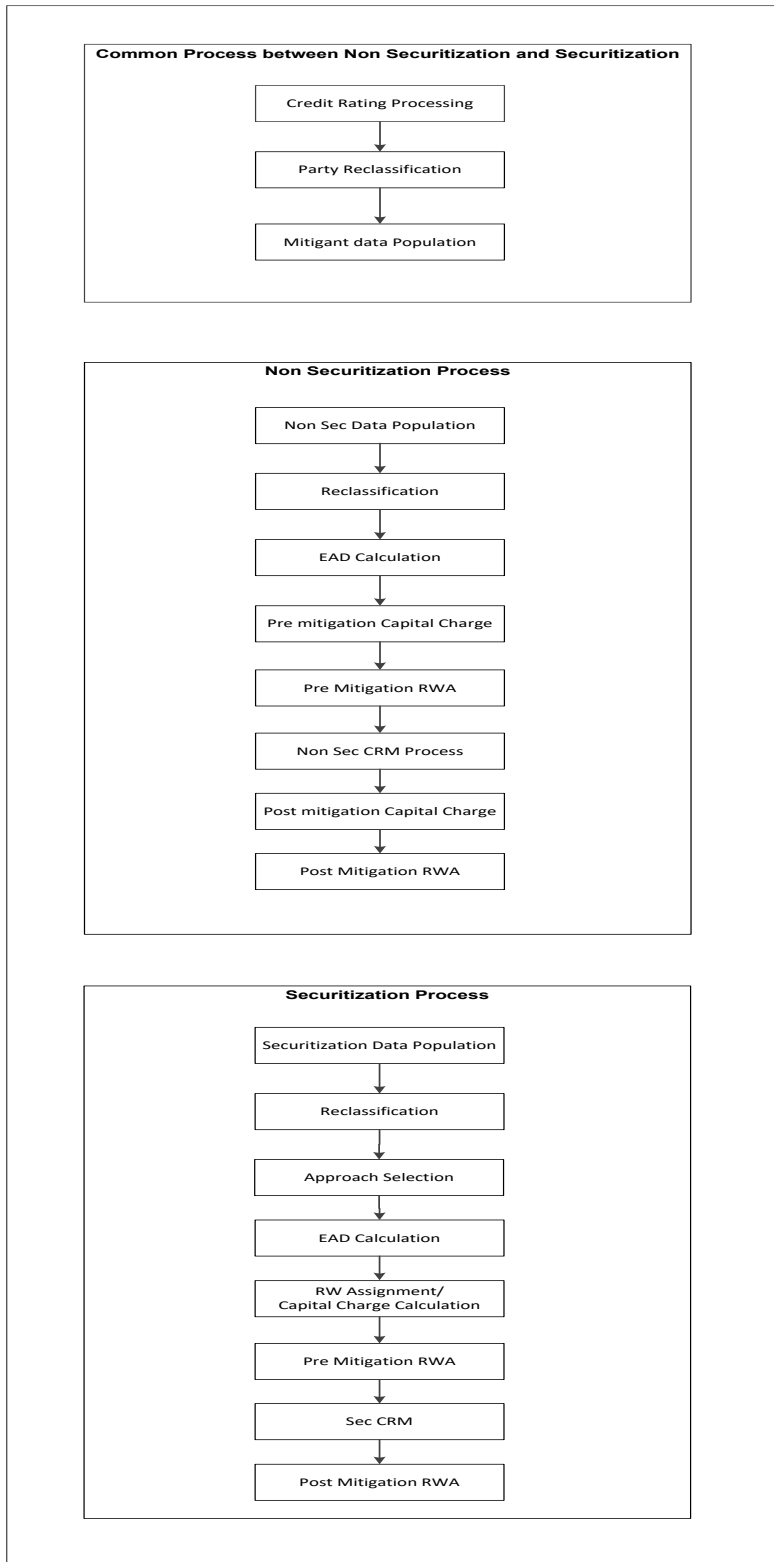 Common Process between Non Securitization and Securitization
Credit Rating Processing
Party Reclassification
Mitigant data Population
Non Securitization Process
Non Sec Data Population
Reclassification
EAD Calculation
Pre mitigation Capital Charge
Pre Mitigation RWA
Non Sec CRM Process
Post mitigation Capital Charge
Post Mitigation RWA
Securitization Process
Securitization Data Population
Reclassification
Approach Selection
EAD Calculation
RW Assignment/
Capital Charge Calculation
Pre Mitigation RWA
Sec CRM
Post Mitigation RWA